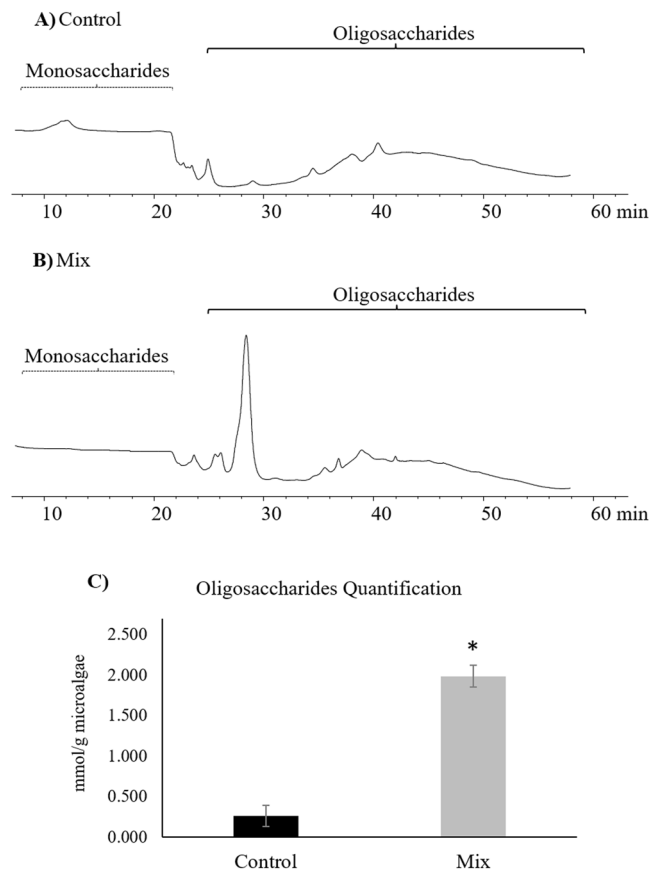 A) Control
Oligosaccharides
Monosaccharides
10 20 30 40 50 60 min
B) Mix
Oligosaccharides
Monosaccharides
10 20 30 40 50 60 min
C)
Oligosaccharides Quantification
mmol/g microalgae
2.500
2.000
1.500
1.000
0.500
0.000
*
Control Mix